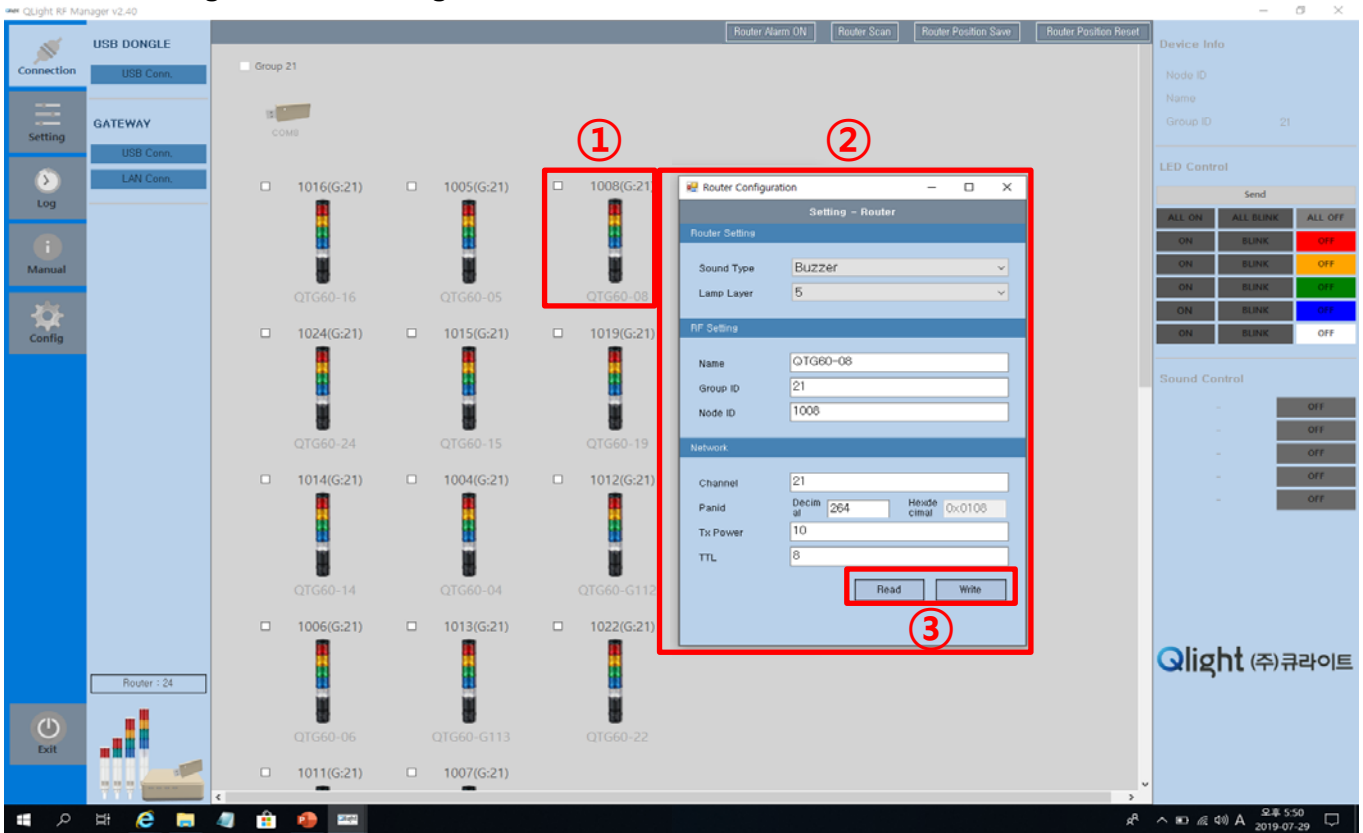 QLight RF Manager v2.40
Connection
Setting
Log
Manual
Config
Exit
USB DONGLE
USB Conn.
GATEWAY
USB Conn.
LAN Conn.
Router : 24
Router Alarm ON
Router Scan
Router Position Save
Router Position Reset
Group 21
COM8
①
②
1016(G:21)
1005(G:21)
1008(G:21
QTG60-16
QTG60-05
QTG60-08
1024(G:21)
1015(G:21)
1019(G:21)
QTG60-24
QTG60-15
QTG60-19
1014(G:21)
1004(G:21)
1012(G:21)
QTG60-14
QTG60-04
QTG60-G112
1006(G:21)
1013(G:21)
1022(G:21)
QTG60-06
QTG60-G113
QTG60-22
1011(G:21)
1007(G:21)
Router Configuration
Setting - Router
Router Setting
Sound Type Buzzer
Lamp Layer 5
RF Setting
Name QTG60-08
Group ID 21
Node ID 1008
Network
Channel 21
Panid Decim al 264 Hexde cimal 0x0108
Tx Power 10
TTL 8
Read Write
③
Device Info
Node ID
Name
Group ID 21
LED Control
Send
ALL ON ALL BLINK ALL OFF
ON BLINK OFF
ON BLINK OFF
ON BLINK OFF
ON BLINK OFF
ON BLINK OFF
Sound Control
- OFF
- OFF
- OFF
- OFF
- OFF
Qlight (주)큐라이트
A
오후 5:50
2019-07-29